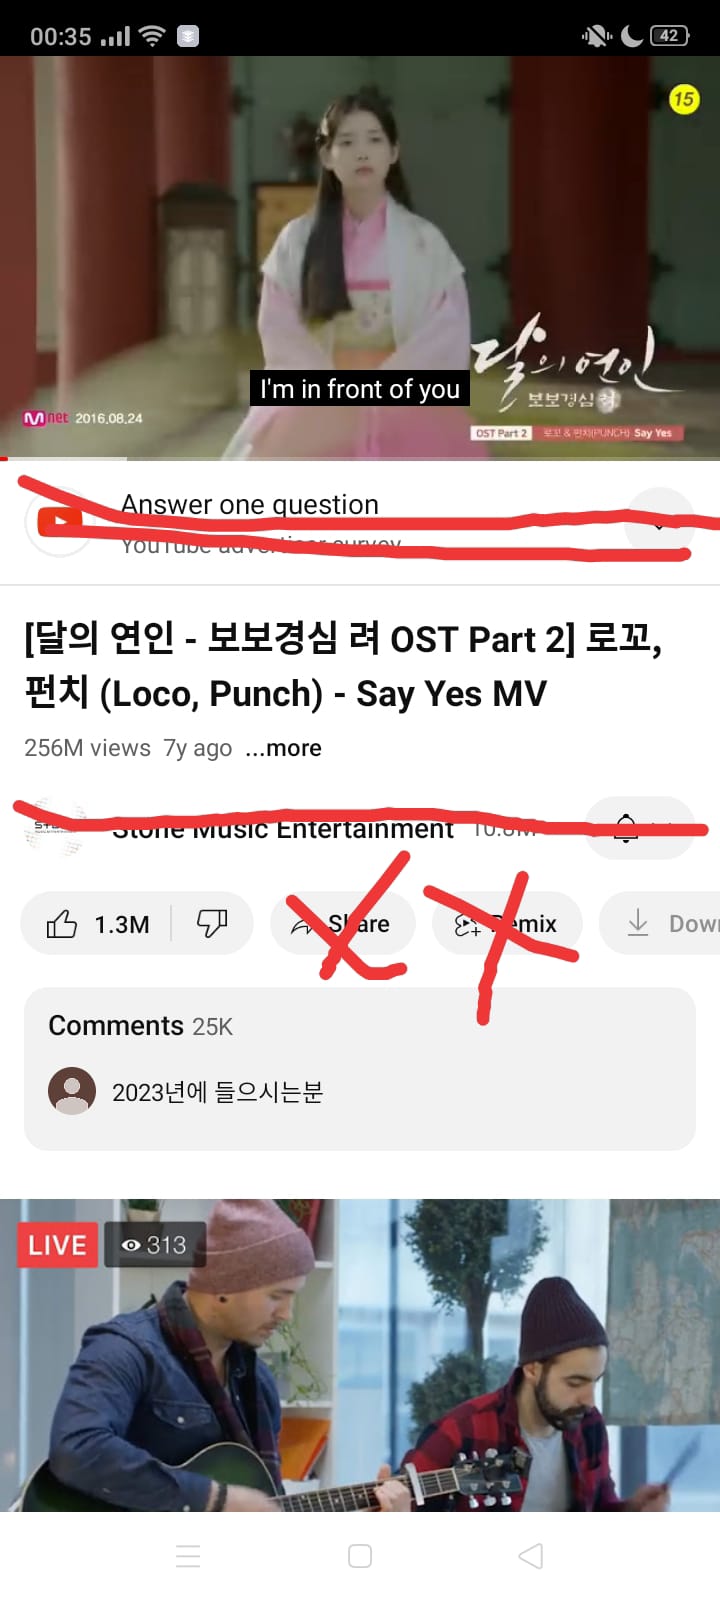 00:35
42
15
달의 연인
보보경심 려
I'm in front of you
Mnet 2016.08.24
OST Part 2 로꼬 & 펀치(PUNCH) Say Yes
Answer one question
YouTube advertiser survey
[달의 연인 - 보보경심 려 OST Part 2] 로꼬,
펀치 (Loco, Punch) - Say Yes MV
256M views 7y ago ...more
Stone Music Entertainment
1.3M Share Remix Down
Comments 25K
2023년에 들으시는분
LIVE 313